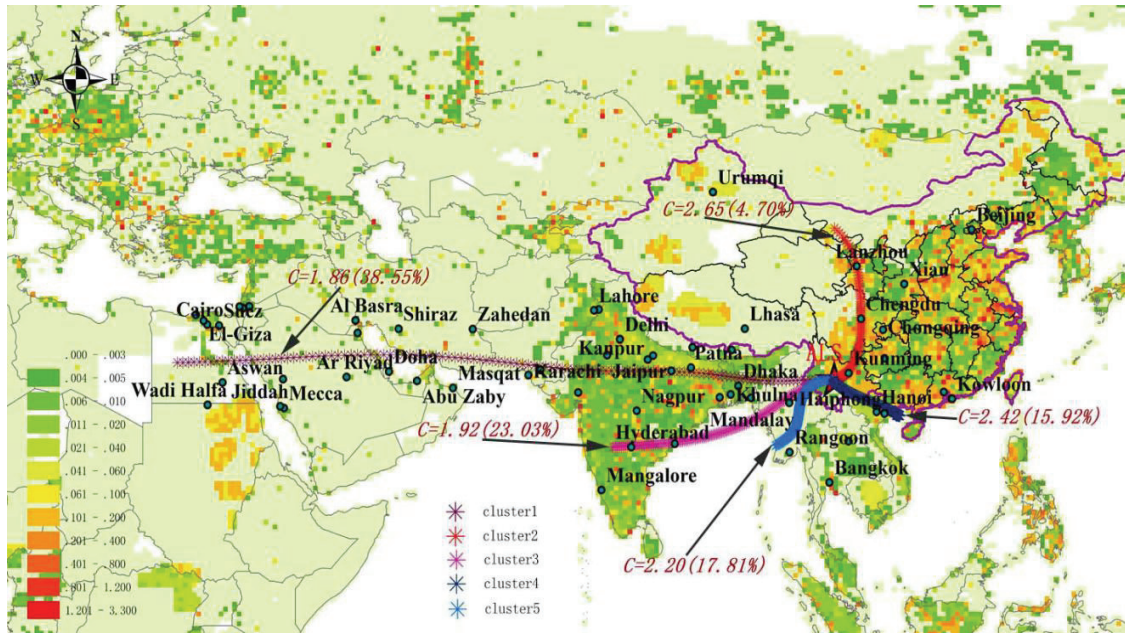 N
W E
S
Urumqi
C=2.65(4.70%)
Beijing
Lanzhou
Xian
C=1.86(38.55%)
Lahore
Chengdu
Cairo Suez
Al Basra
Shiraz
Zahedan
Lhasa
Chongqing
El-Giza
Delhi
Kanpur
Patna
Kunming
.000 - .003
Doha
Aswan
Ar Riyad
Masqat
Karachi
Jaipur
Dhaka
Kowloon
.004 - .005
Wadi Halfa
Jiddah
Mecca
Abu Zaby
Nagpur
Khulna
Haiphong
Hanoi
.006 - .010
Mandalay
C=2.42(15.92%)
.011 - .020
C=1.92(23.03%)
Hyderabad
Rangoon
.021 - .040
Bangkok
.041 - .060
Mangalore
.061 - .100
.101 - .200
cluster1
.201 - .400
cluster2
.401 - .800
cluster3
C=2.20(17.81%)
.801 - 1.200
cluster4
1.201 - 3.300
cluster5